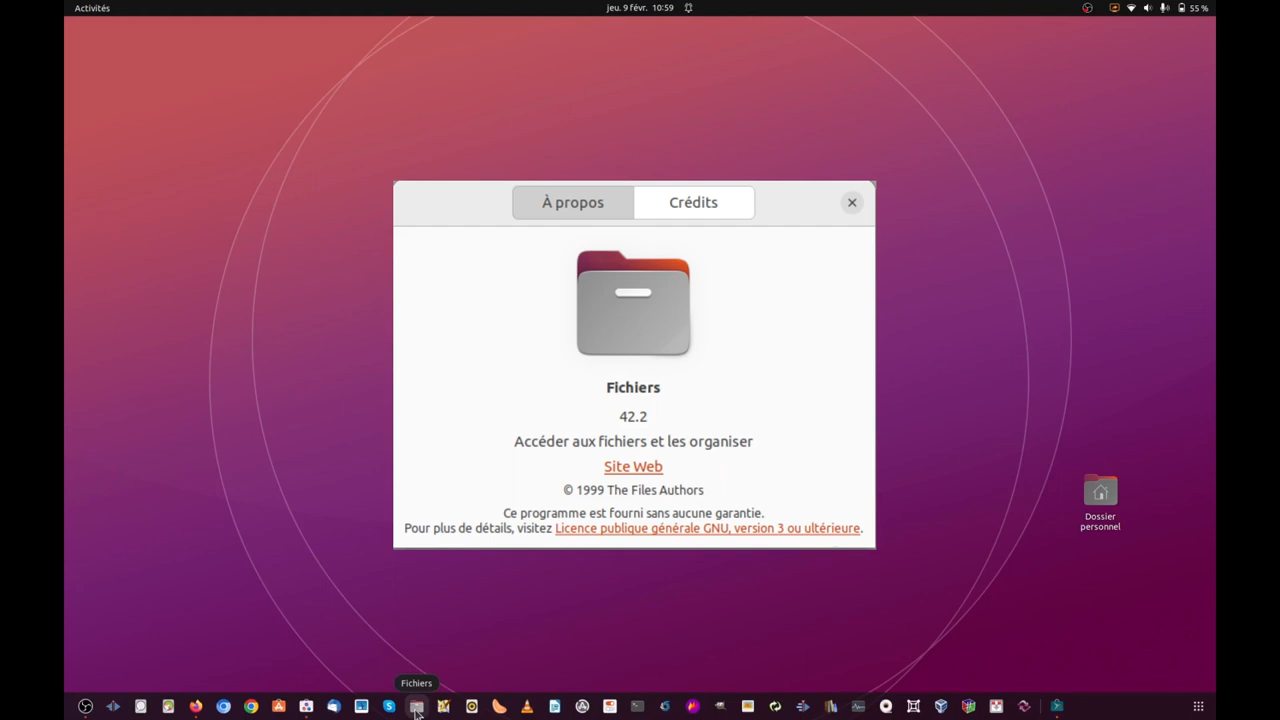 Activités
jeu. 9 févr. 10:59
55 %
À propos
Crédits
Fichiers
42.2
Accéder aux fichiers et les organiser
Site Web
© 1999 The Files Authors
Ce programme est fourni sans aucune garantie.
Pour plus de détails, visitez Licence publique générale GNU, version 3 ou ultérieure.
Dossier
personnel
Fichiers